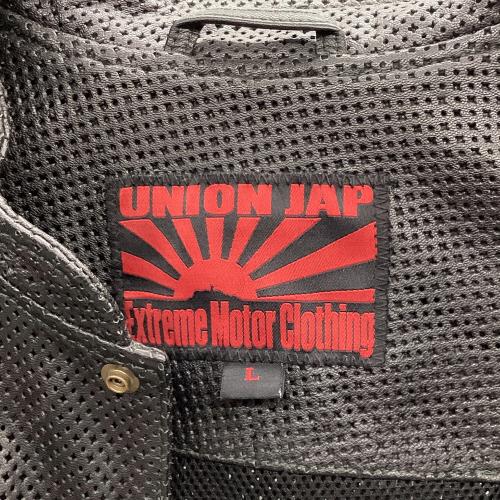 UNION JAP
Extreme Motor Clothing
L